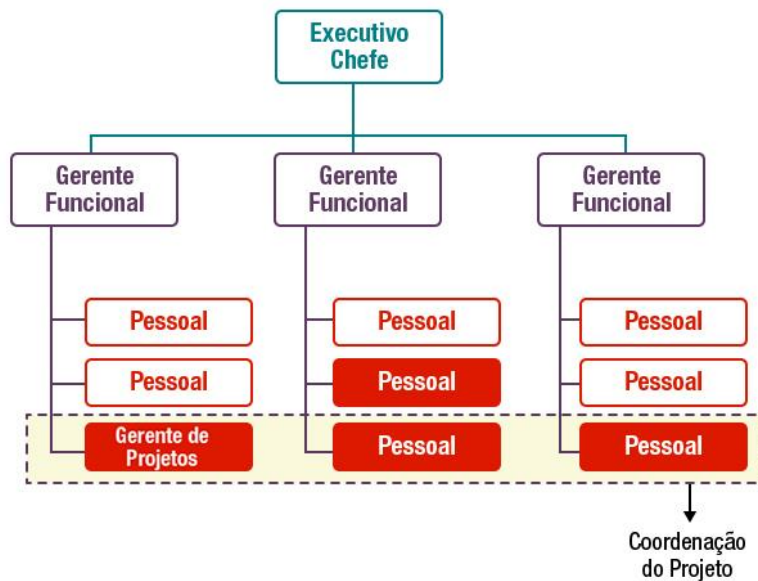 Executivo
Chefe
Gerente
Funcional
Gerente
Funcional
Gerente
Funcional
Pessoal
Pessoal
Pessoal
Pessoal
Pessoal
Pessoal
Gerente de
Projetos
Pessoal
Pessoal
Coordenação
do Projeto